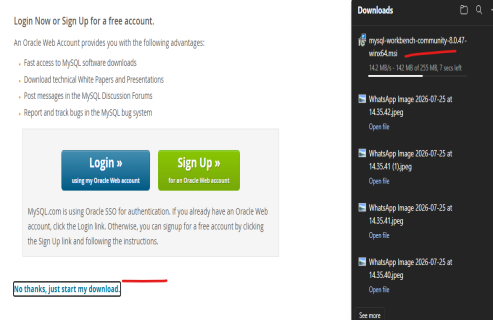 Login Now or Sign Up for a free account.
An Oracle Web Account provides you with the following advantages:
Fast access to MySQL software downloads
Download technical White Papers and Presentations
Post messages in the MySQL Discussion Forums
Report and track bugs in the MySQL bug system
Login »
using my Oracle Web account
Sign Up »
for an Oracle Web account
MySQL.com is using Oracle SSO for authentication. If you already have an Oracle Web
account, click the Login link. Otherwise, you can signup for a free account by clicking
the Sign Up link and following the instructions.
No thanks, just start my download.
Downloads
mysql-workbench-community-8.0.47-
winx64.msi
14.2 MB/s - 142 MB of 255 MB, 7 secs left
WhatsApp Image 2026-07-25 at
14.35.42.jpeg
Open file
WhatsApp Image 2026-07-25 at
14.35.41 (1).jpeg
Open file
WhatsApp Image 2026-07-25 at
14.35.41.jpeg
Open file
WhatsApp Image 2026-07-25 at
14.35.40.jpeg
Open file
See more